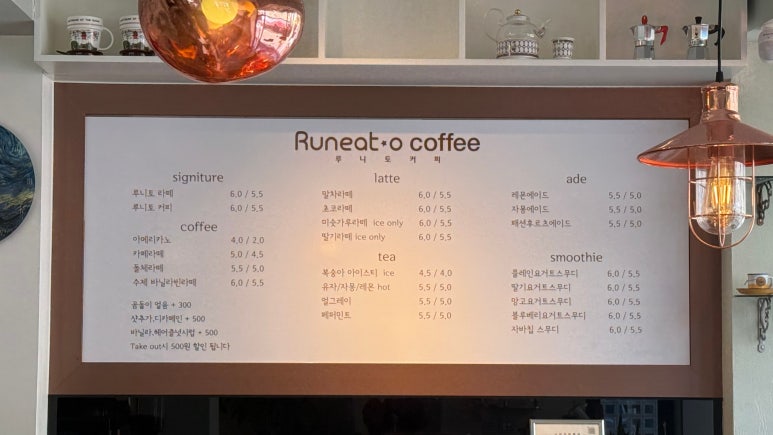 Runeat·o coffee
루니토커피
signiture
루니토 라떼 6,0 / 5,5
루니토 커피 6,0 / 5,5
coffee
아메리카노 4,0 / 2,0
카페라떼 5,0 / 4,5
돌체라떼 5,5 / 5,0
수제 바닐라빈라떼 6,0 / 5,5
곰돌이 얼음 + 300
샷추가.디카페인 + 500
바닐라.헤어즐넛시럽 + 500
Take out시 500원 할인 됩니다
latte
말차라떼 6,0 / 5,5
초코라떼 6,0 / 5,5
미숫가루라떼 ice only 6,0 / 5,5
딸기라떼 ice only 6,0 / 5,5
tea
복숭아 아이스티 ice 4,5 / 4,0
유자/자몽/레몬 hot 5,5 / 5,0
얼그레이 5,5 / 5,0
페퍼민트 5,5 / 5,0
ade
레몬에이드 5,5 / 5,0
자몽에이드 5,5 / 5,0
패션후르츠에이드 5,5 / 5,0
smoothie
플레인요거트스무디 6,0 / 5,5
딸기요거트스무디 6,0 / 5,5
망고요거트스무디 6,0 / 5,5
블루베리요거트스무디 6,0 / 5,5
자바칩 스무디 6,0 / 5,5